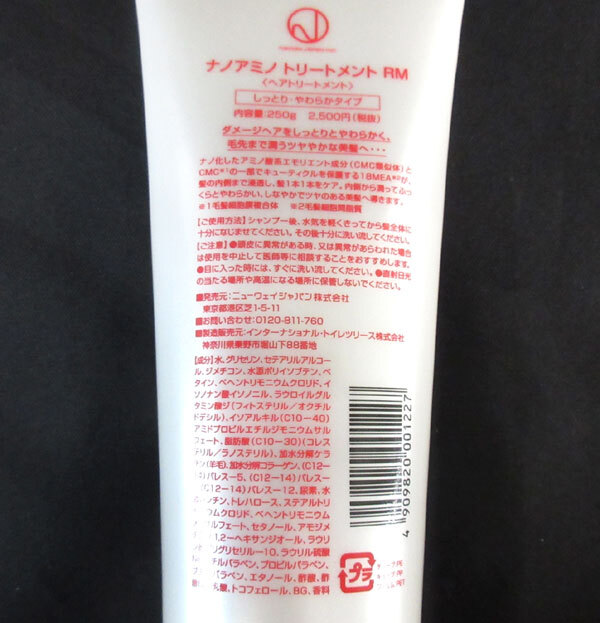 ナノアミノ トリートメント RM
〈ヘアトリートメント〉
しっとり・やわらかタイプ
内容量:250g 2,500円(税抜)
ダメージヘアをしっとりとやわらかく、
毛先まで潤うツヤやかな美髪へ・・・
ナノ化したアミノ酸系エモリエント成分(CMC類似体)と
CMC※1の一部でキューティクルを保護する18MEA※2が、
髪の内側まで浸透し、髪1本1本をケア。内側から潤ってふっ
くらとやわらかい、しなやかでツヤのある美髪へ導きます。
※1毛髪細胞膜複合体 ※2毛髪細胞間脂質
【ご使用方法】シャンプー後、水気を軽くきってから髪全体に
十分になじませてください。その後十分に洗い流してください。
【ご注意】●頭皮に異常がある時、又は異常があらわれた場合
は使用を中止して医師等に相談することをおすすめします。
●目に入った時には、すぐに洗い流してください。●直射日光
の当たる場所や高温になる場所に保管しないでください。
■発売元:ニューウェイジャパン株式会社
東京都港区芝1-5-11
■お問い合わせ:0120-811-760
■製造販売元:インターナショナル・トイレツリース株式会社
神奈川県秦野市堀山下88番地
【成分】水、グリセリン、セテアリルアルコー
ル、ジメチコン、水添ポリイソブテン、ベ
タイン、ベヘントリモニウムクロリド、イ
ソノナン酸イソノニル、ラウロイルグル
タミン酸ジ(フィトステリル/オクチルド
デシル)、イソアルキル(C10-40)
アミドプロピルエチルジモニウムサル
フェート、脂肪酸(C10-30)(コレス
テリル/ラノステリル)、加水分解ケラ
チン(羊毛)、加水分解コラーゲン、(C12-
14)パレス-5、(C12-14)パレス-
(C12-14)パレス-12、尿素、水
チン、トレハロース、ステアルトリ
ウムクロリド、ベヘントリモニウム
ルフェート、セタノール、アモジメ
1,2-ヘキサンジオール、ラウリ
グリセリル-10、ラウリル硫酸
チルパラベン、プロピルパラベン、
パラベン、エタノール、酢酸、酢
酸、トコフェロール、BG、香料
4 909820 001227
プラ